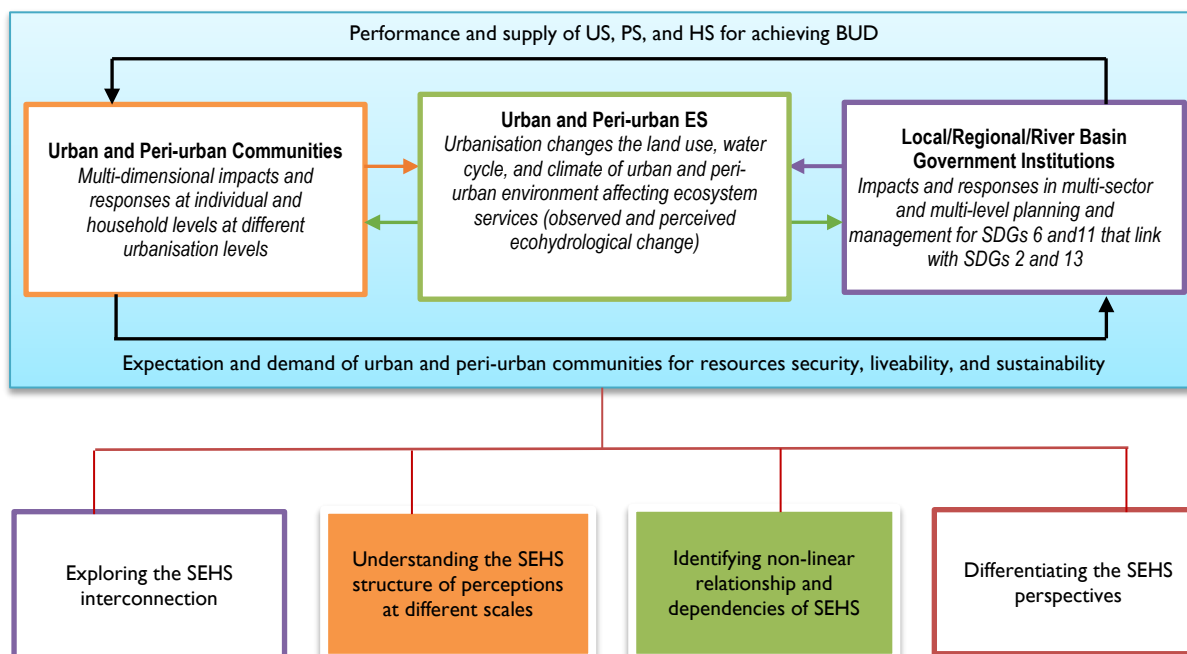 Performance and supply of US, PS, and HS for achieving BUD
Urban and Peri-urban Communities
Multi-dimensional impacts and
responses at individual and
household levels at different
urbanisation levels
Urban and Peri-urban ES
Urbanisation changes the land use, water
cycle, and climate of urban and peri-
urban environment affecting ecosystem
services (observed and perceived
ecohydrological change)
Local/Regional/River Basin
Government Institutions
Impacts and responses in multi-sector
and multi-level planning and
management for SDGs 6 and11 that link
with SDGs 2 and 13
Expectation and demand of urban and peri-urban communities for resources security, liveability, and sustainability
Exploring the SEHS
interconnection
Understanding the SEHS
structure of perceptions
at different scales
Identifying non-linear
relationship and
dependencies of SEHS
Differentiating the SEHS
perspectives